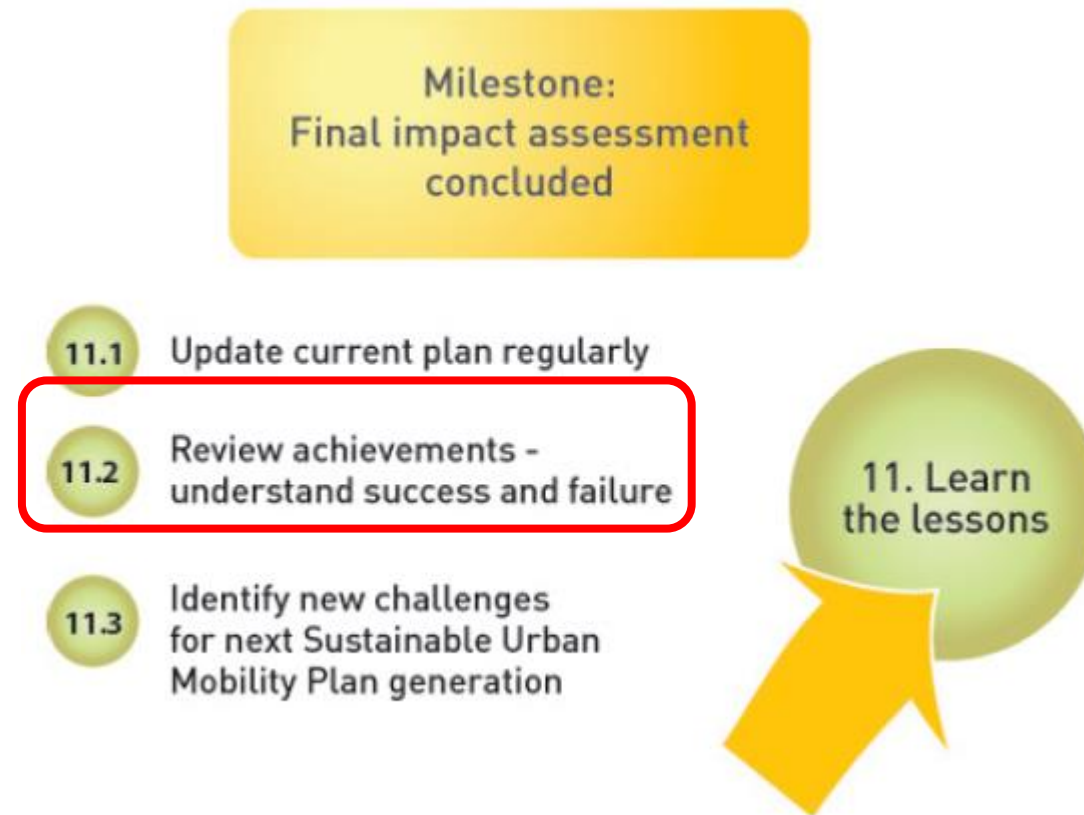 Milestone:
Final impact assessment
concluded
11.1 Update current plan regularly
11.2 Review achievements -
understand success and failure
11.3 Identify new challenges
for next Sustainable Urban
Mobility Plan generation
11. Learn
the lessons